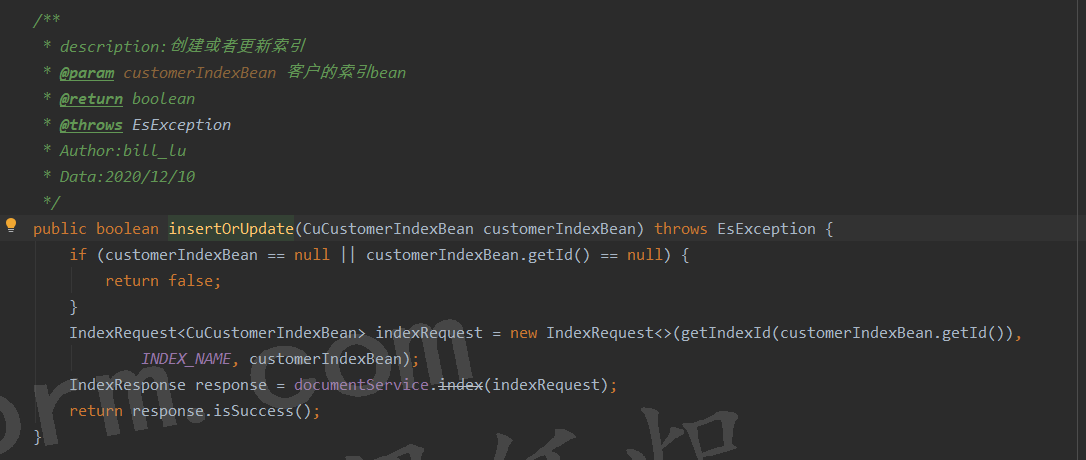 /**
 * description:创建或者更新索引
 * @param customerIndexBean 客户的索引bean
 * @return boolean
 * @throws EsException
 * Author:bill_lu
 * Data:2020/12/10
 */
public boolean insertOrUpdate(CuCustomerIndexBean customerIndexBean) throws EsException {
    if (customerIndexBean == null || customerIndexBean.getId() == null) {
        return false;
    }
    IndexRequest<CuCustomerIndexBean> indexRequest = new IndexRequest<>(getIndexId(customerIndexBean.getId()),
            INDEX_NAME, customerIndexBean);
    IndexResponse response = documentService.index(indexRequest);
    return response.isSuccess();
}
orm.com